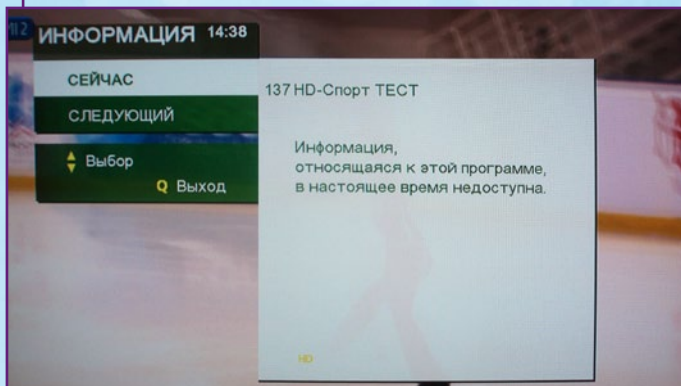 ИНФОРМАЦИЯ 14:38
СЕЙЧАС
СЛЕДУЮЩИЙ
Выбор
Q Выход
137 HD-Спорт ТЕСТ
Информация,
относящаяся к этой программе,
в настоящее время недоступна.
HD